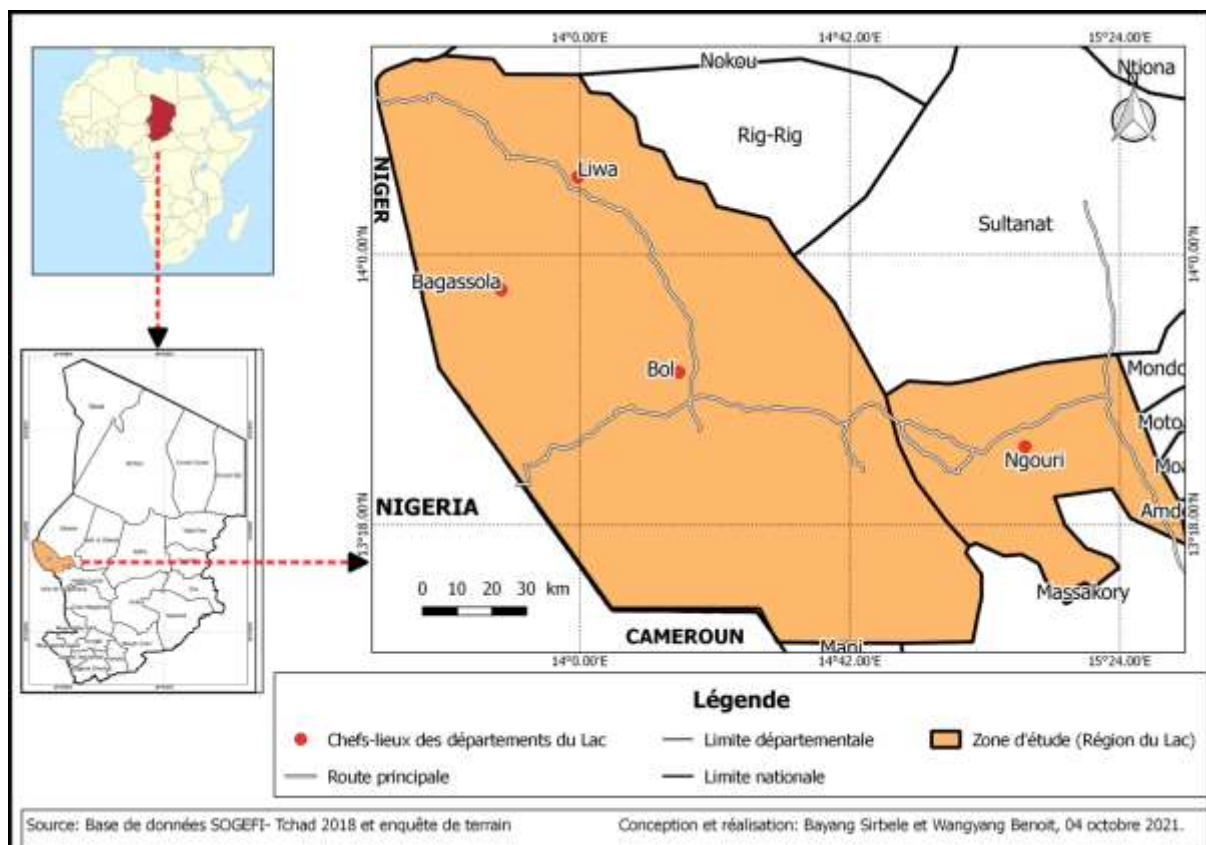 14°0.00'E 14°42.00'E 15°24.00'E
Nokou
Ntiona
Rig-Rig
Liwa
NIGER
Sultanat
14°0.00'N 14°0.00'N
Bagassola
Bol
Mondo
Moto
Ngouri
NIGERIA
Amde
13°18.00'N 13°18.00'N
0 10 20 30 km
Massakory
CAMEROUN
Mani
14°0.00'E 14°42.00'E 15°24.00'E
Légende
Chefs-lieux des départements du Lac
Limite départementale
Zone d'étude (Région du Lac)
Route principale
Limite nationale
Source: Base de données SOGEFI- Tchad 2018 et enquête de terrain
Conception et réalisation: Bayang Sirbele et Wangyang Benoit, 04 octobre 2021.